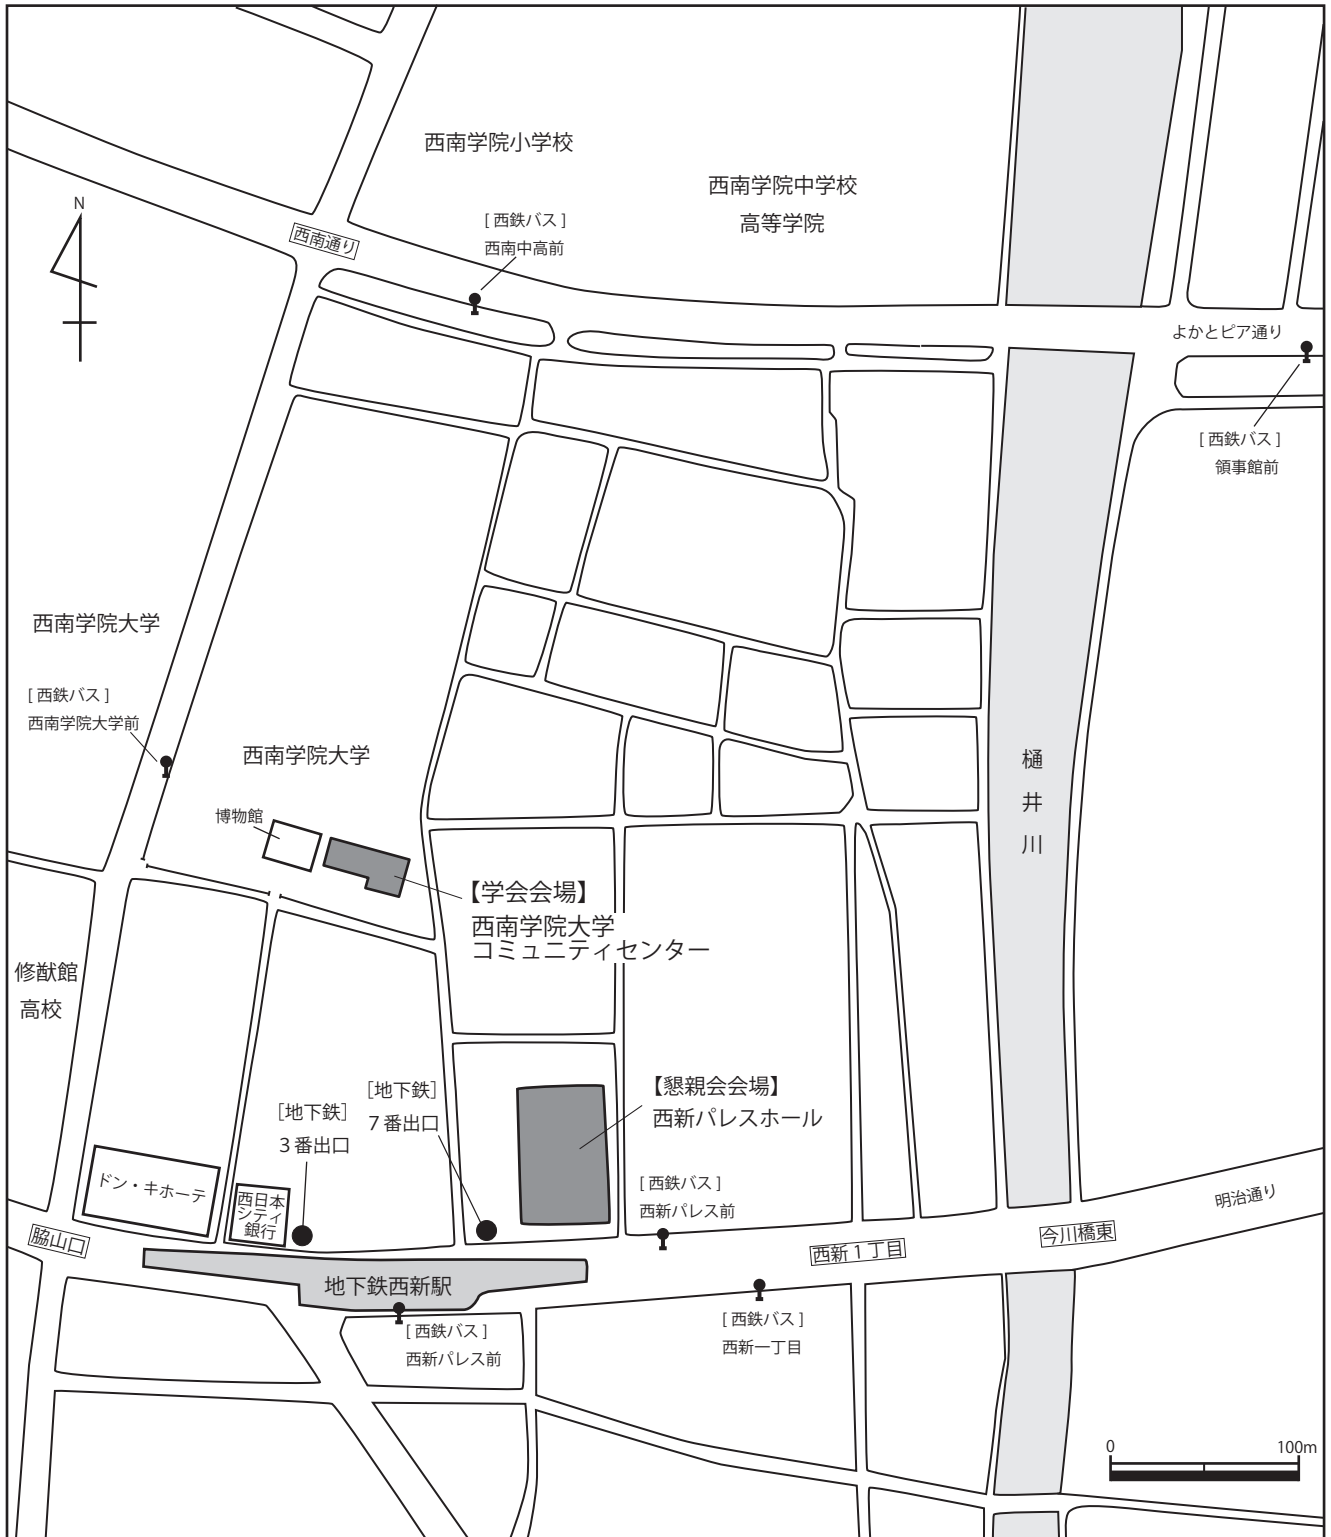 西南学院小学校
西南学院中学校
高等学院
N
[ 西鉄バス ]
西南中高前
西南通り
よかとピア通り
[ 西鉄バス ]
領事館前
西南学院大学
[ 西鉄バス ]
西南学院大学前
西南学院大学
樋井川
博物館
【学会会場】
西南学院大学
コミュニティセンター
修猷館
高校
[地下鉄]
７番出口
[地下鉄]
３番出口
【懇親会会場】
西新パレスホール
ドン・キホーテ
西日本
シティ
銀行
[ 西鉄バス ]
西新パレス前
明治通り
脇山口
西新１丁目
今川橋東
地下鉄西新駅
[ 西鉄バス ]
西新パレス前
[ 西鉄バス ]
西新一丁目
0 100m